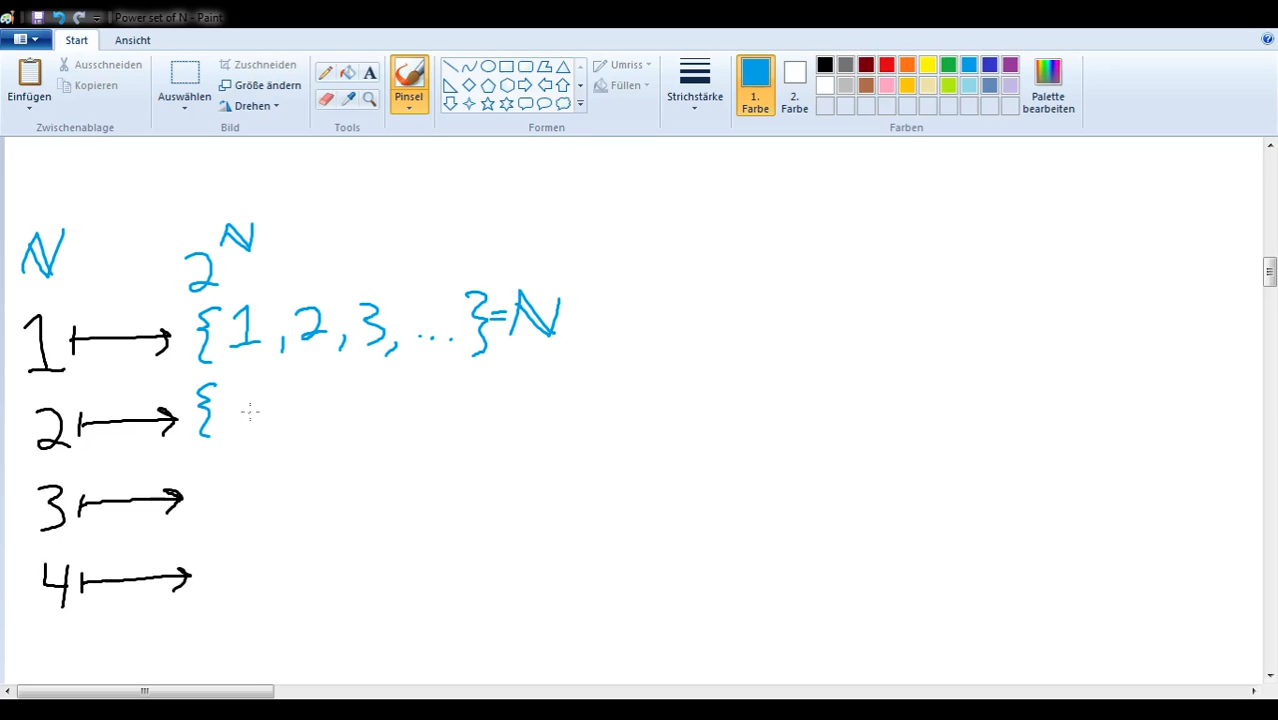 Power set of N - Paint
Start Ansicht
Einfügen
Ausschneiden
Kopieren
Zwischenablage
Auswählen
Zuschneiden
Größe ändern
Drehen
Bild
A
Tools
Pinsel
Umriss
Füllen
Formen
Strichstärke
1. Farbe
2. Farbe
Palette bearbeiten
Farben
ℕ 2^ℕ
1 ↦ {1, 2, 3, ...} = ℕ
2 ↦ {
3 ↦
4 ↦